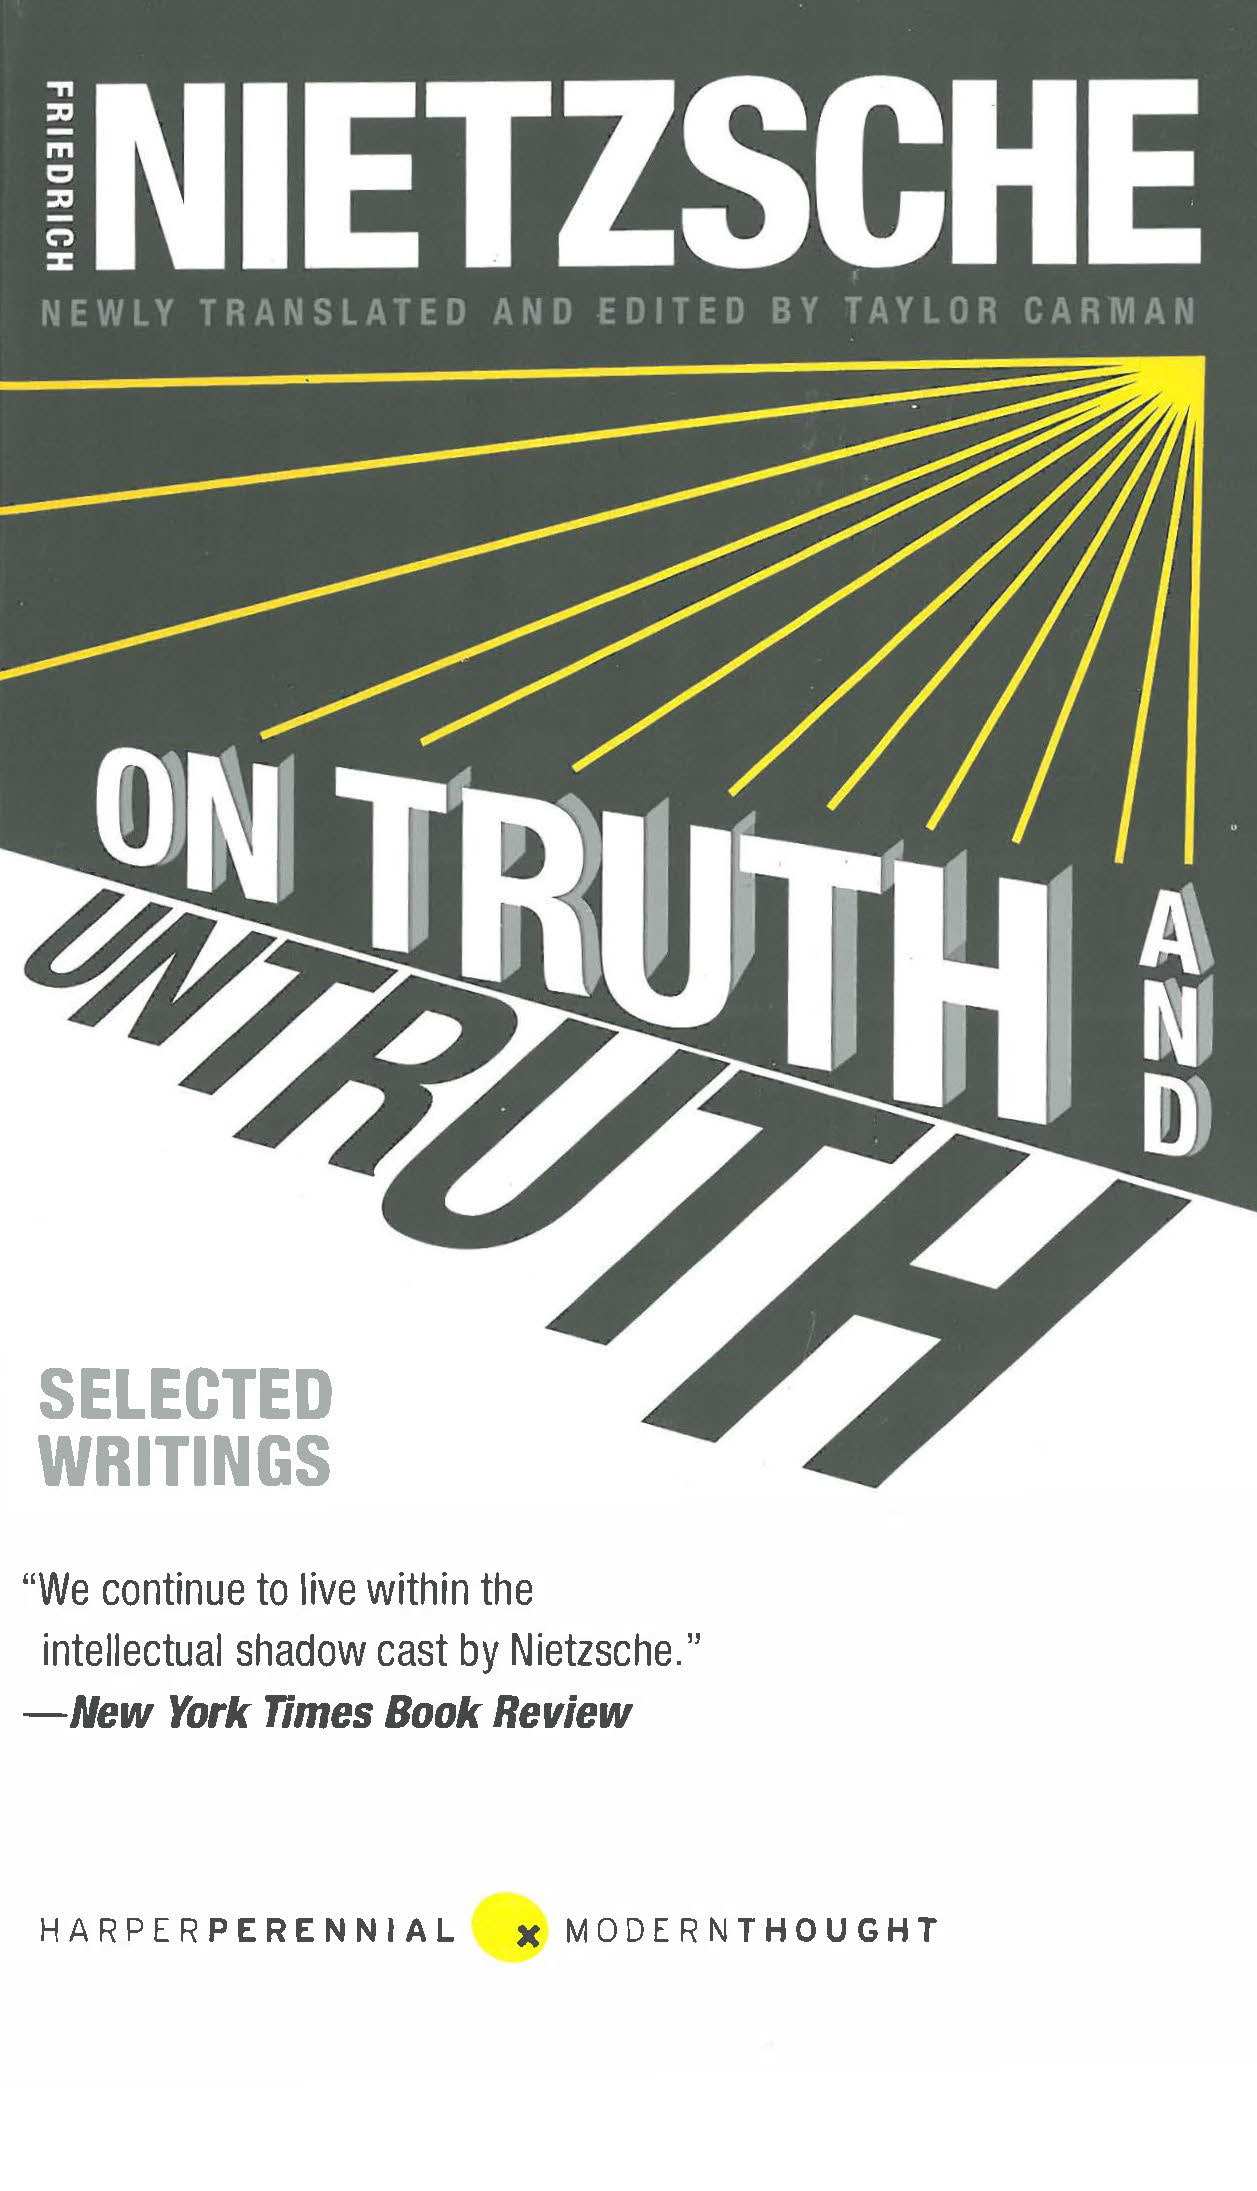 FRIEDRICH
NIETZSCHE
NEWLY TRANSLATED AND EDITED BY TAYLOR CARMAN
ON TRUTH
AND
UNTRUTH
SELECTED
WRITINGS
“We continue to live within the
intellectual shadow cast by Nietzsche.”
—New York Times Book Review
HARPERPERENNIAL x MODERNTHOUGHT